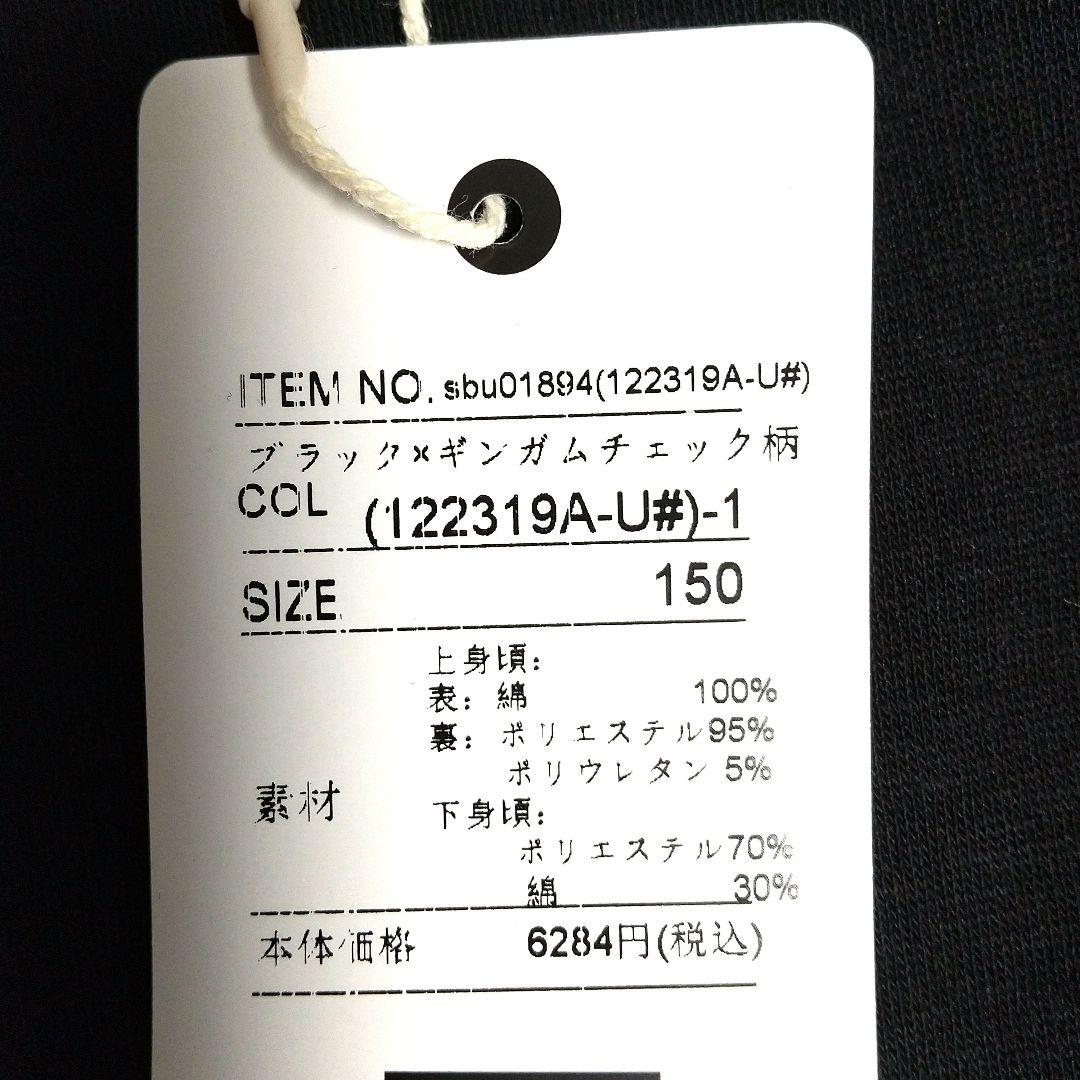 ITEM NO. sbu01894(122319A-U#)
ブラック×ギンガムチェック柄
COL (122319A-U#)-1
SIZE 150
上身頃:
表: 綿 100%
裏: ポリエステル95%
ポリウレタン 5%
素材
下身頃:
ポリエステル70%
綿 30%
本体価格 6284円(税込)